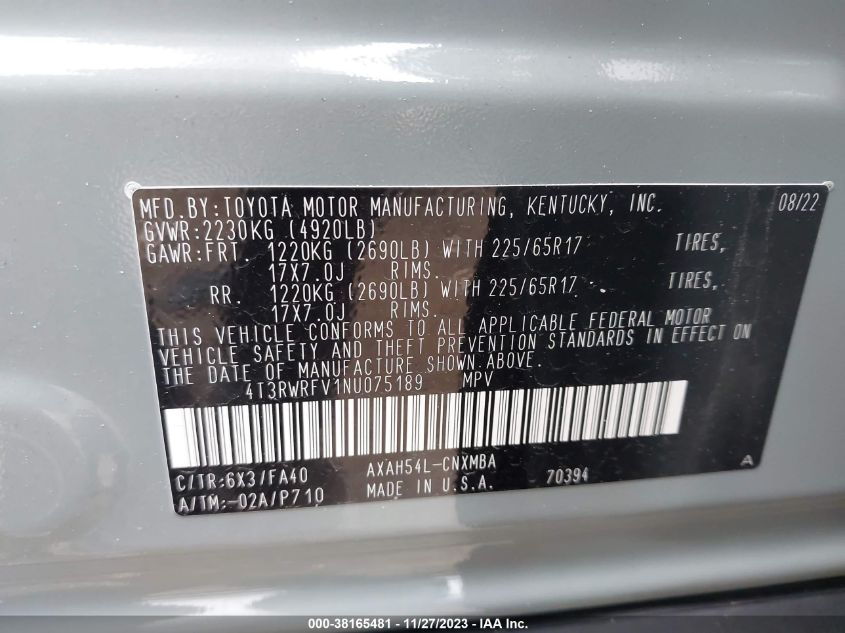 MFD.BY:TOYOTA MOTOR MANUFACTURING, KENTUCKY, INC. 08/22
GVWR:2230KG (4920LB)
GAWR:FRT. 1220KG (2690LB) WITH 225/65R17 TIRES,
17X7.0J RIMS.
RR. 1220KG (2690LB) WITH 225/65R17 TIRES,
17X7.0J RIMS.
THIS VEHICLE CONFORMS TO ALL APPLICABLE FEDERAL MOTOR
VEHICLE SAFETY AND THEFT PREVENTION STANDARDS IN EFFECT ON
THE DATE OF MANUFACTURE SHOWN ABOVE.
4T3RWRFV1NU075189 MPV
C/TR:6X3/FA40 AXAH54L-CNXMBA 70394 A
A/TM:-02A/P710 MADE IN U.S.A.
000-38165481 - 11/27/2023 - IAA Inc.